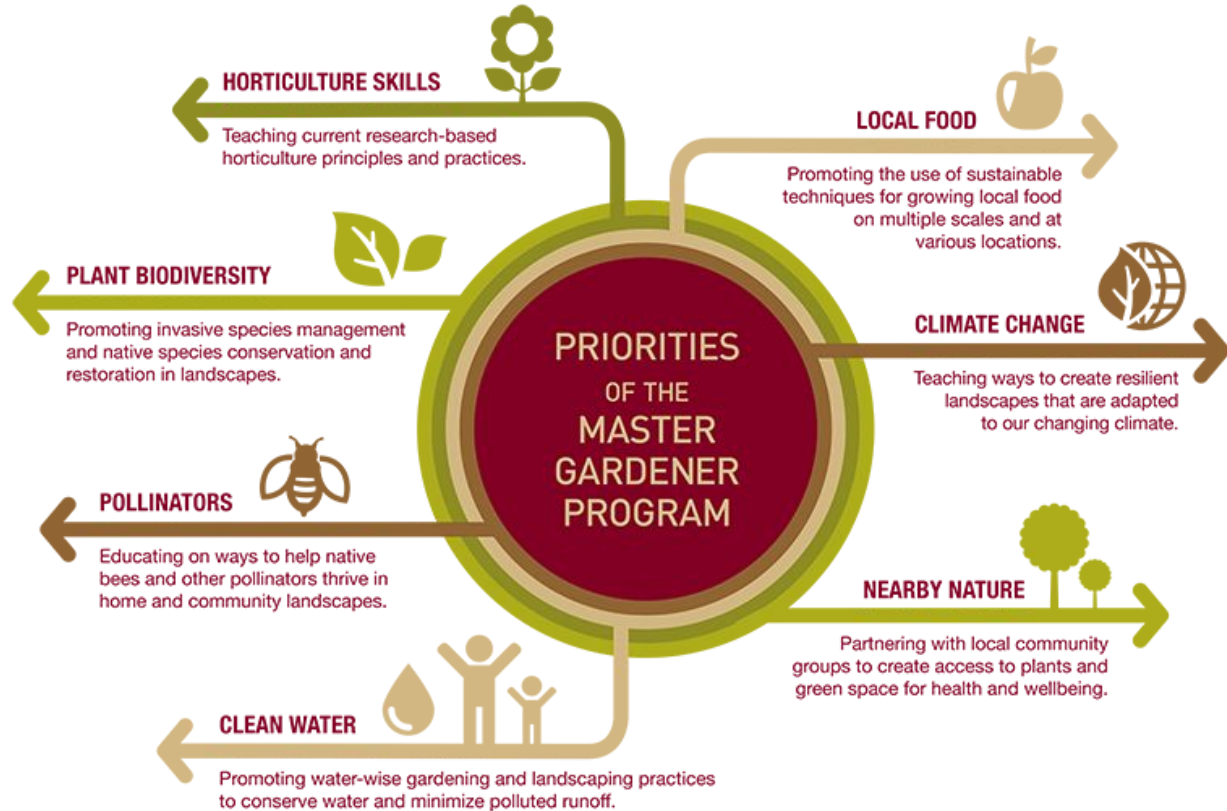 HORTICULTURE SKILLS
Teaching current research-based
horticulture principles and practices.
LOCAL FOOD
Promoting the use of sustainable
techniques for growing local food
on multiple scales and at
various locations.
PLANT BIODIVERSITY
Promoting invasive species management
and native species conservation and
restoration in landscapes.
CLIMATE CHANGE
Teaching ways to create resilient
landscapes that are adapted
to our changing climate.
PRIORITIES
OF THE
MASTER
GARDENER
PROGRAM
POLLINATORS
Educating on ways to help native
bees and other pollinators thrive in
home and community landscapes.
NEARBY NATURE
Partnering with local community
groups to create access to plants and
green space for health and wellbeing.
CLEAN WATER
Promoting water-wise gardening and landscaping practices
to conserve water and minimize polluted runoff.